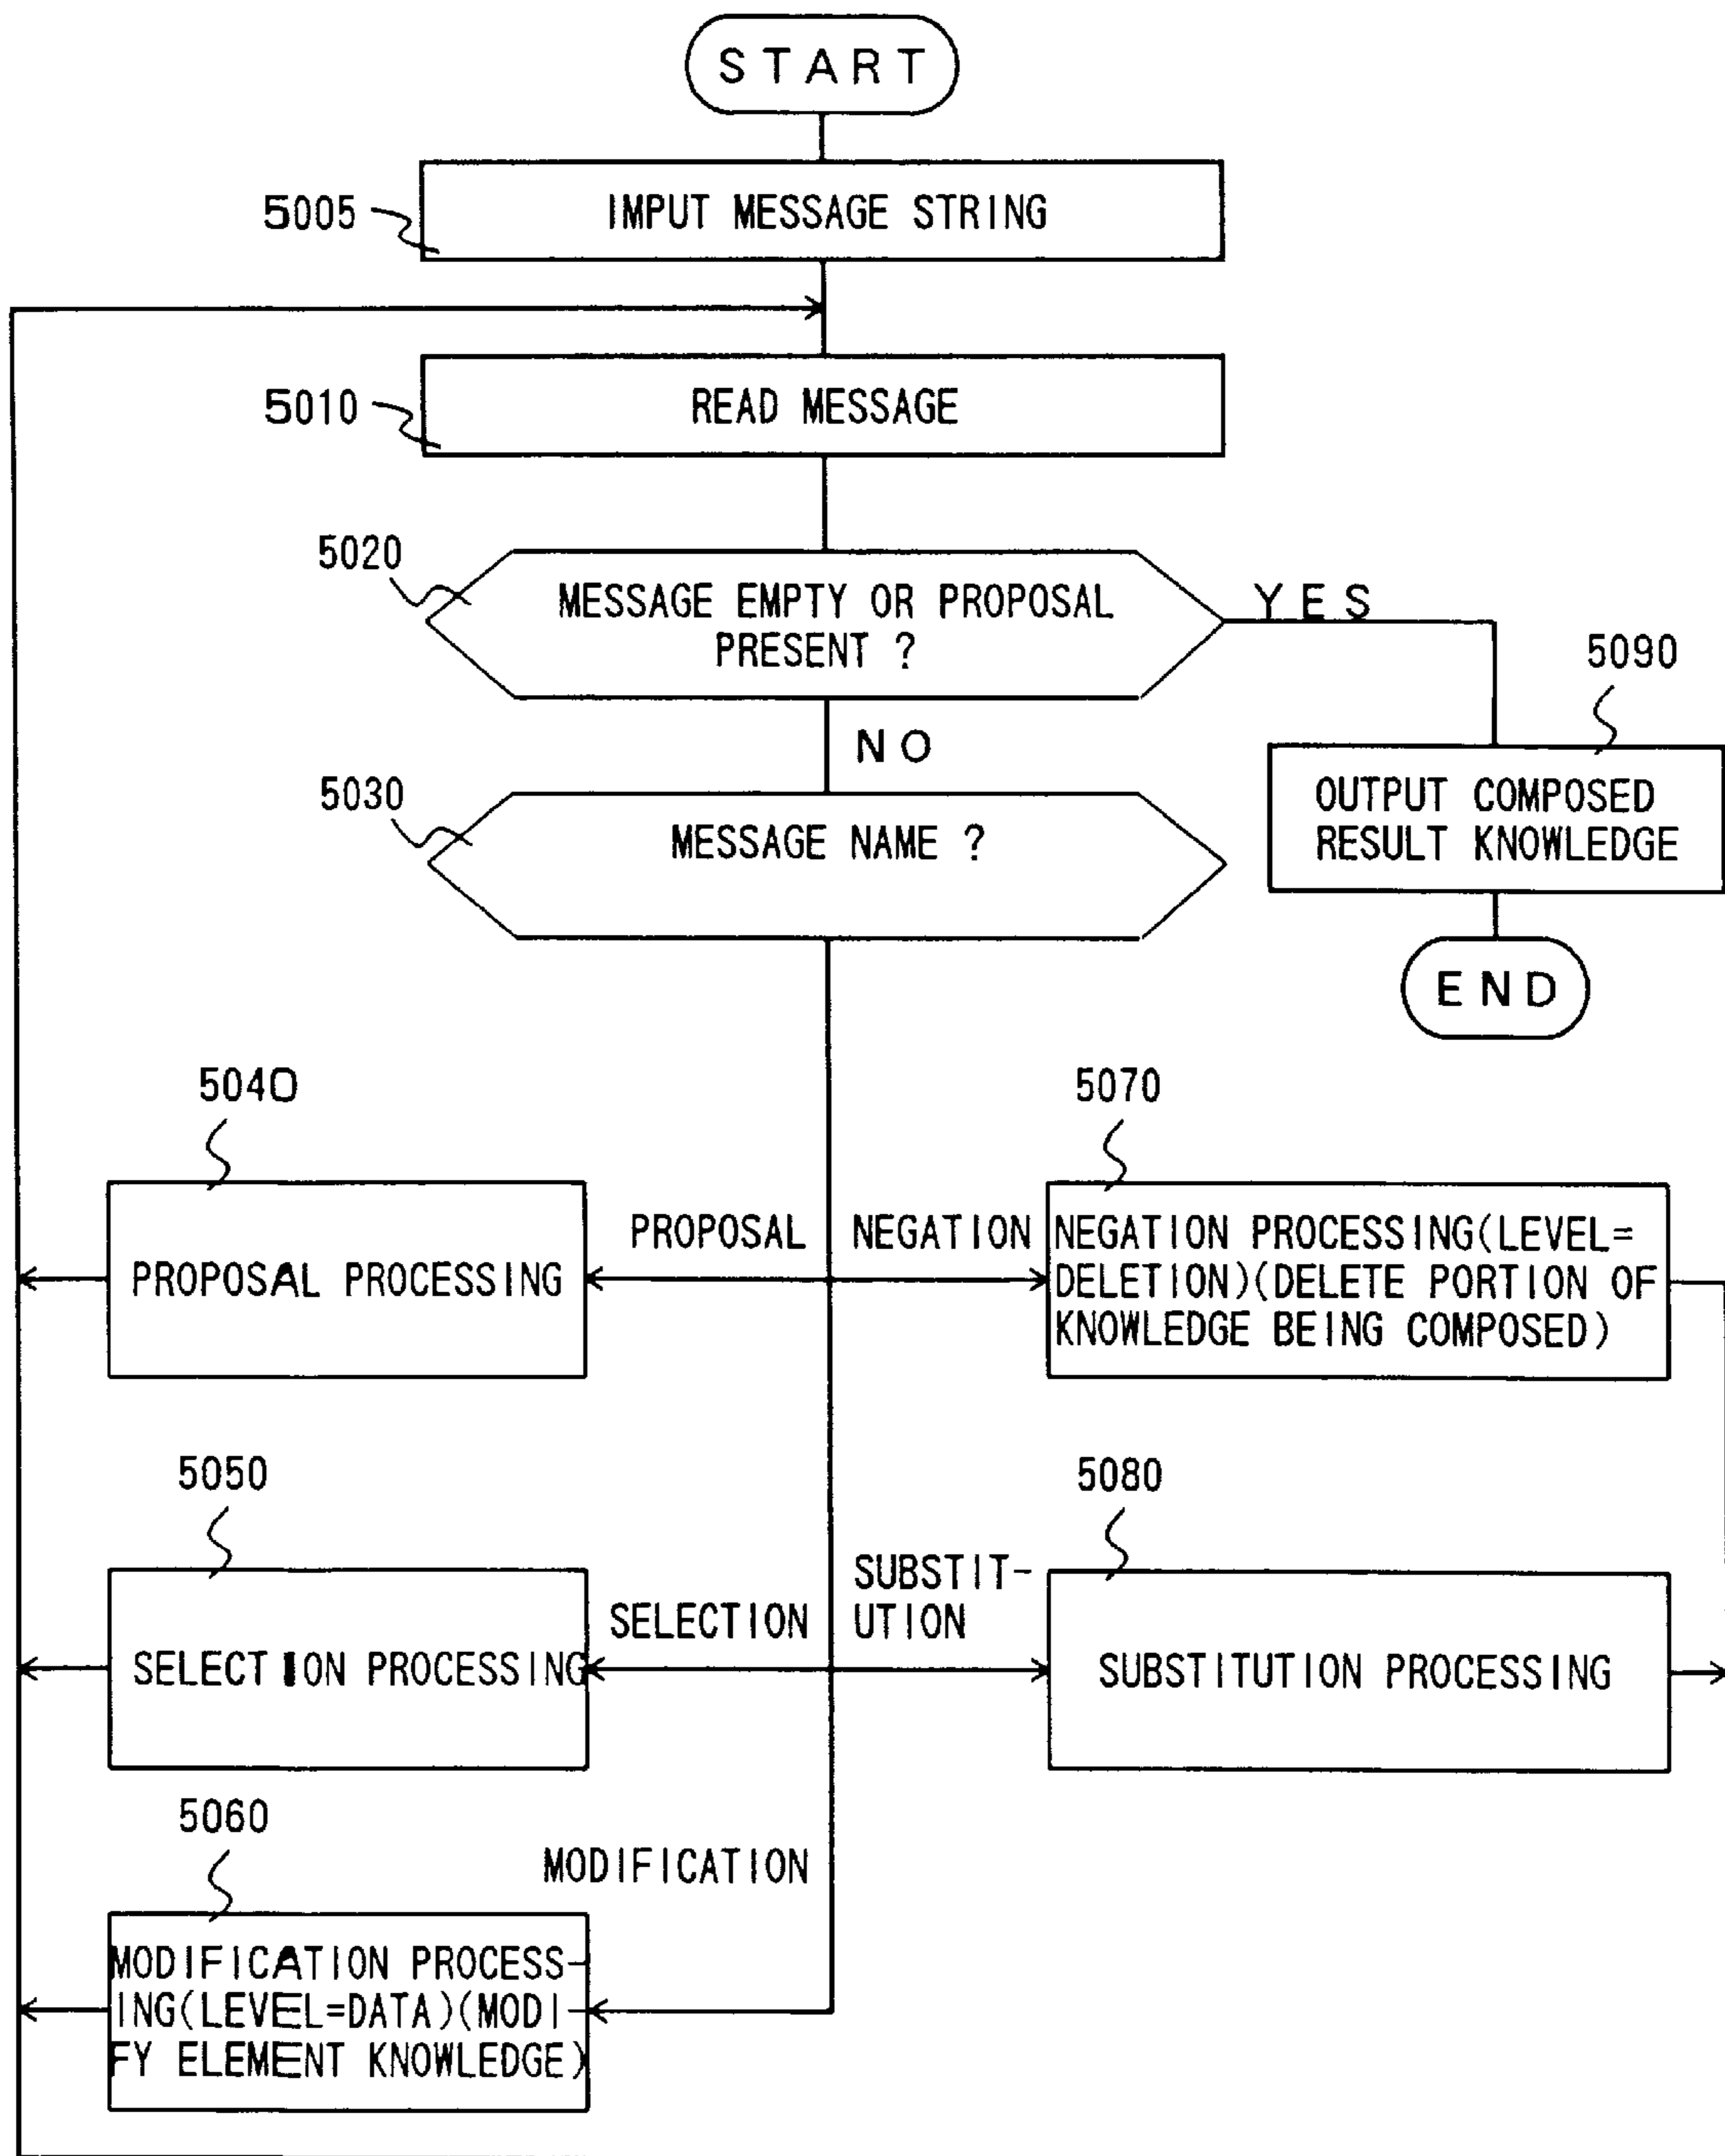 START
5005
IMPUT MESSAGE STRING
5010
READ MESSAGE
5020
MESSAGE EMPTY OR PROPOSAL
PRESENT ?
YES
NO
5090
OUTPUT COMPOSED
RESULT KNOWLEDGE
END
5030
MESSAGE NAME ?
5040
PROPOSAL PROCESSING
PROPOSAL
NEGATION
5070
NEGATION PROCESSING(LEVEL=
DELETION)(DELETE PORTION OF
KNOWLEDGE BEING COMPOSED)
5050
SELECTION PROCESSING
SELECTION
SUBSTIT-
UTION
5080
SUBSTITUTION PROCESSING
5060
MODIFICATION
MODIFICATION PROCESS-
ING(LEVEL=DATA)(MODI-
FY ELEMENT KNOWLEDGE)